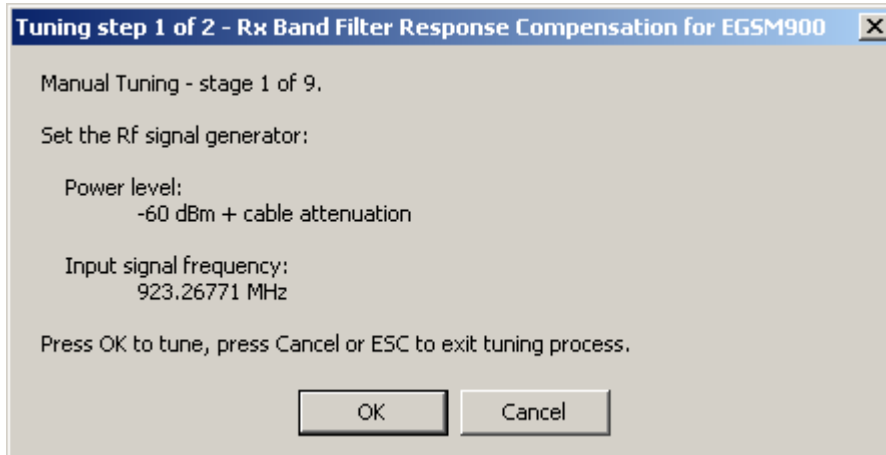 Tuning step 1 of 2 - Rx Band Filter Response Compensation for EGSM900
Manual Tuning - stage 1 of 9.
Set the Rf signal generator:
Power level:
-60 dBm + cable attenuation
Input signal frequency:
923.26771 MHz
Press OK to tune, press Cancel or ESC to exit tuning process.
OK
Cancel